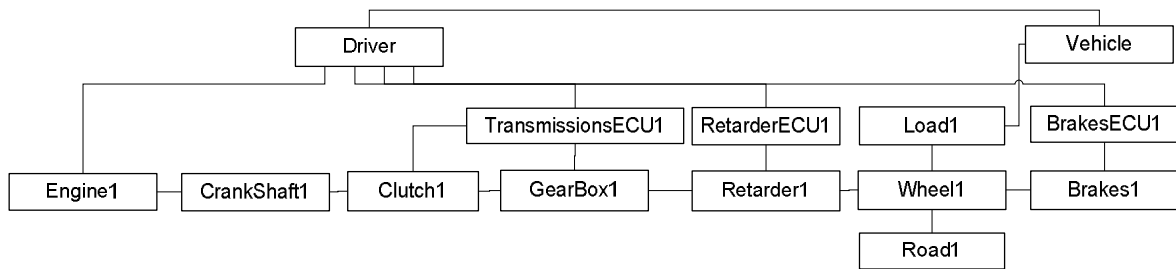 Driver
Vehicle
TransmissionsECU1
RetarderECU1
Load1
BrakesECU1
Engine1
CrankShaft1
Clutch1
GearBox1
Retarder1
Wheel1
Brakes1
Road1